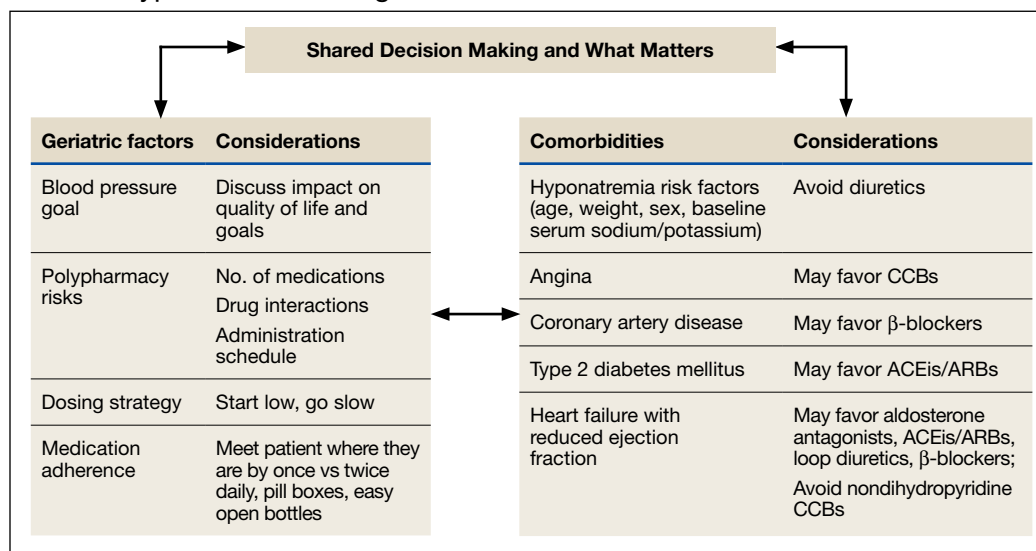 Shared Decision Making and What Matters
Geriatric factors Considerations
Blood pressure
goal
Discuss impact on
quality of life and
goals
Polypharmacy
risks
No. of medications
Drug interactions
Administration
schedule
Dosing strategy
Start low, go slow
Medication
adherence
Meet patient where they
are by once vs twice
daily, pill boxes, easy
open bottles
Comorbidities Considerations
Hyponatremia risk factors
(age, weight, sex, baseline
serum sodium/potassium)
Avoid diuretics
Angina
May favor CCBs
Coronary artery disease
May favor β-blockers
Type 2 diabetes mellitus
May favor ACEis/ARBs
Heart failure with
reduced ejection
fraction
May favor aldosterone
antagonists, ACEis/ARBs,
loop diuretics, β-blockers;
Avoid nondihydropyridine
CCBs